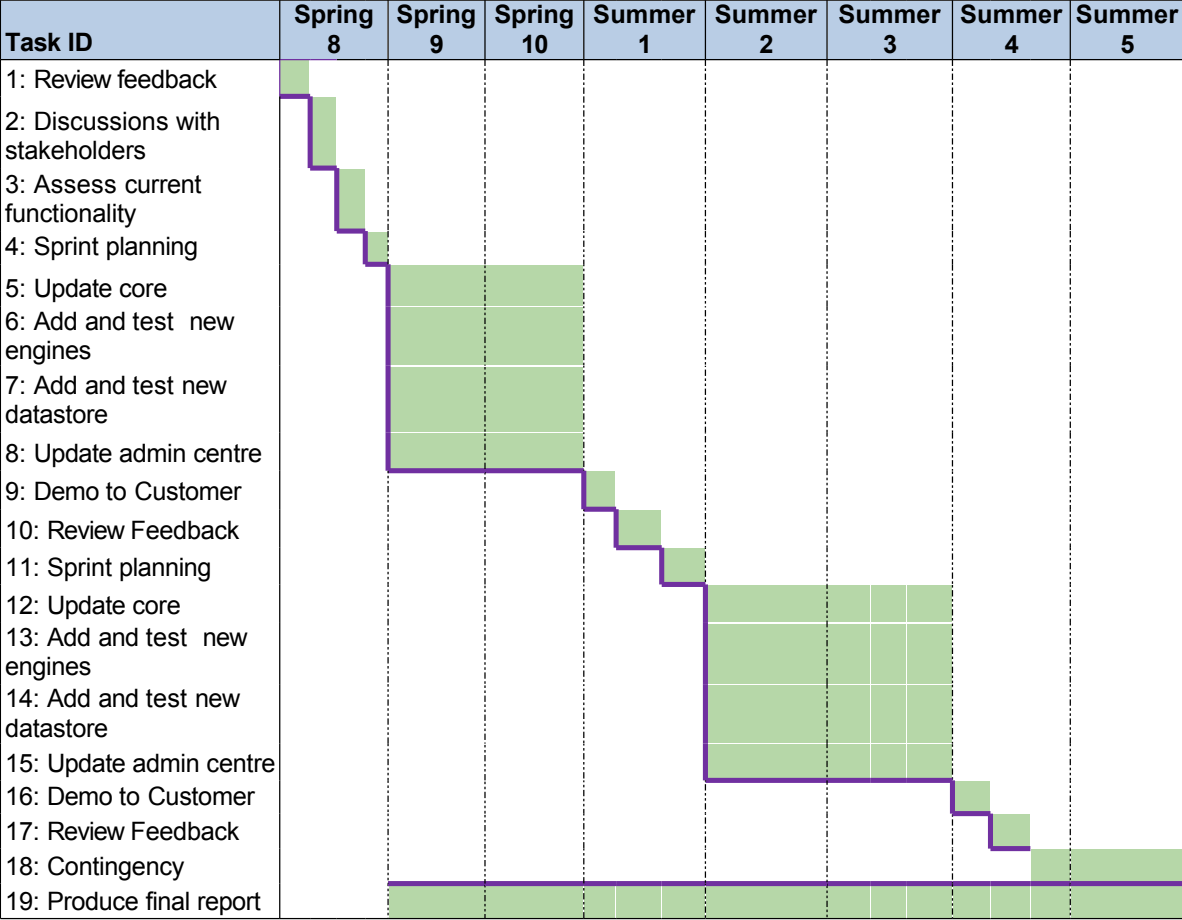 Task ID
Spring 8
Spring 9
Spring 10
Summer 1
Summer 2
Summer 3
Summer 4
Summer 5
1: Review feedback
2: Discussions with
stakeholders
3: Assess current
functionality
4: Sprint planning
5: Update core
6: Add and test  new
engines
7: Add and test new
datastore
8: Update admin centre
9: Demo to Customer
10: Review Feedback
11: Sprint planning
12: Update core
13: Add and test  new
engines
14: Add and test new
datastore
15: Update admin centre
16: Demo to Customer
17: Review Feedback
18: Contingency
19: Produce final report